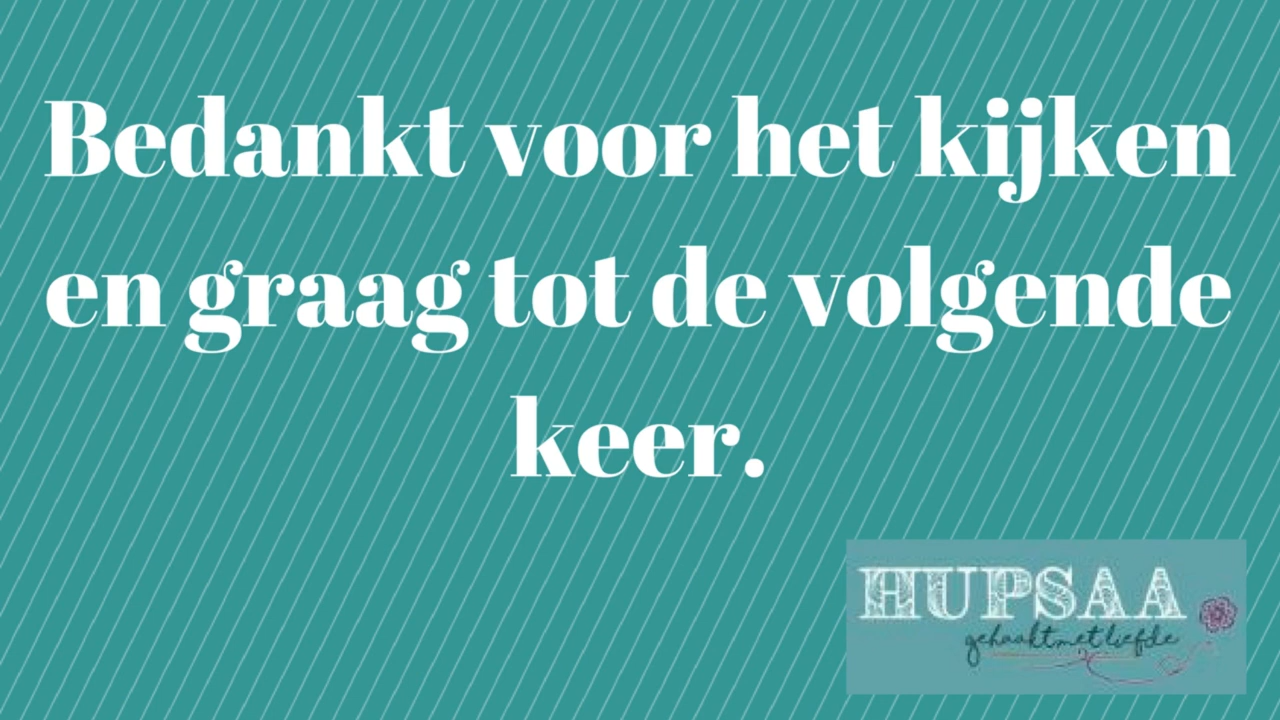 Bedankt voor het kijken
en graag tot de volgende
keer.
HUPSAA
gehaakt met liefde